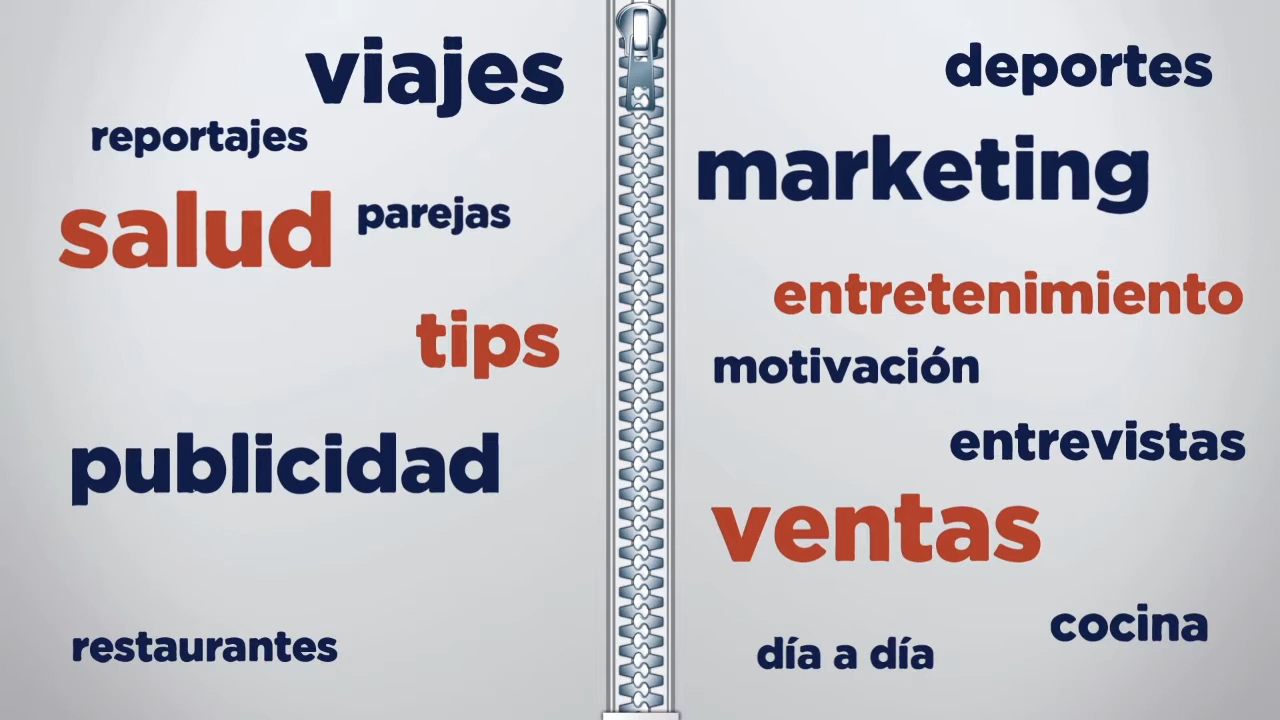 viajes
reportajes
salud
parejas
tips
publicidad
restaurantes
deportes
marketing
entretenimiento
motivación
entrevistas
ventas
cocina
día a día